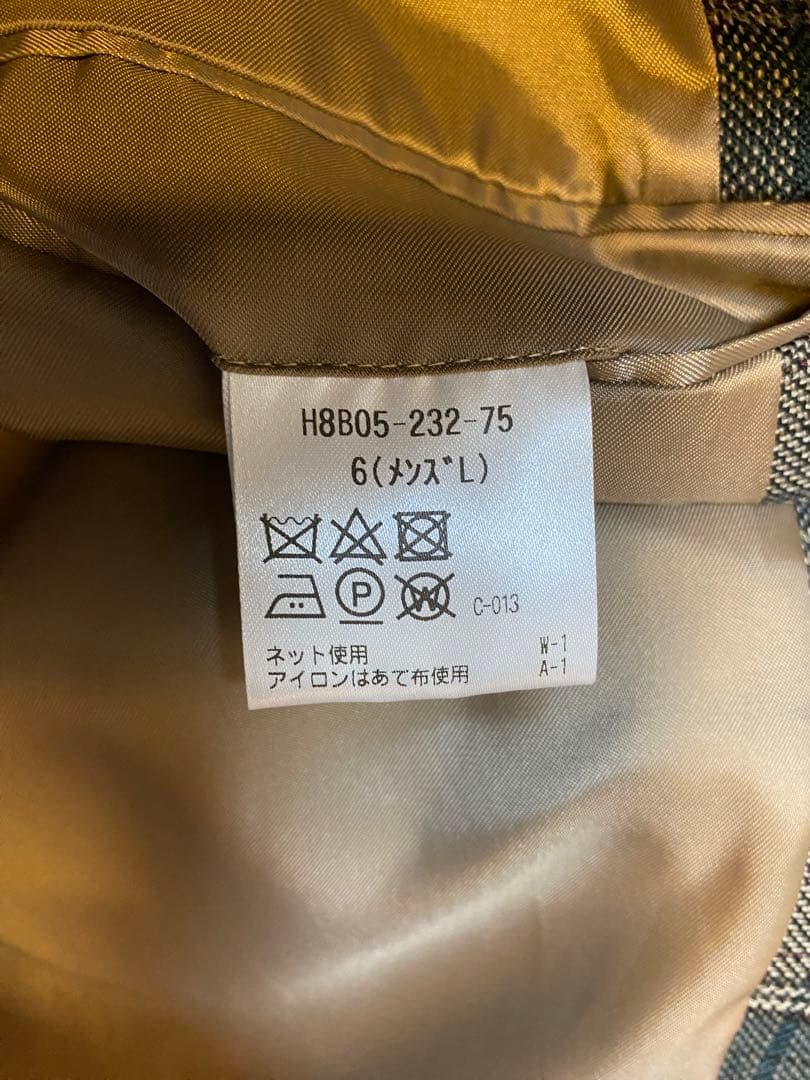 H8B05-232-75
6(メンズL)
P W C-013
ネット使用 W-1
アイロンはあて布使用 A-1